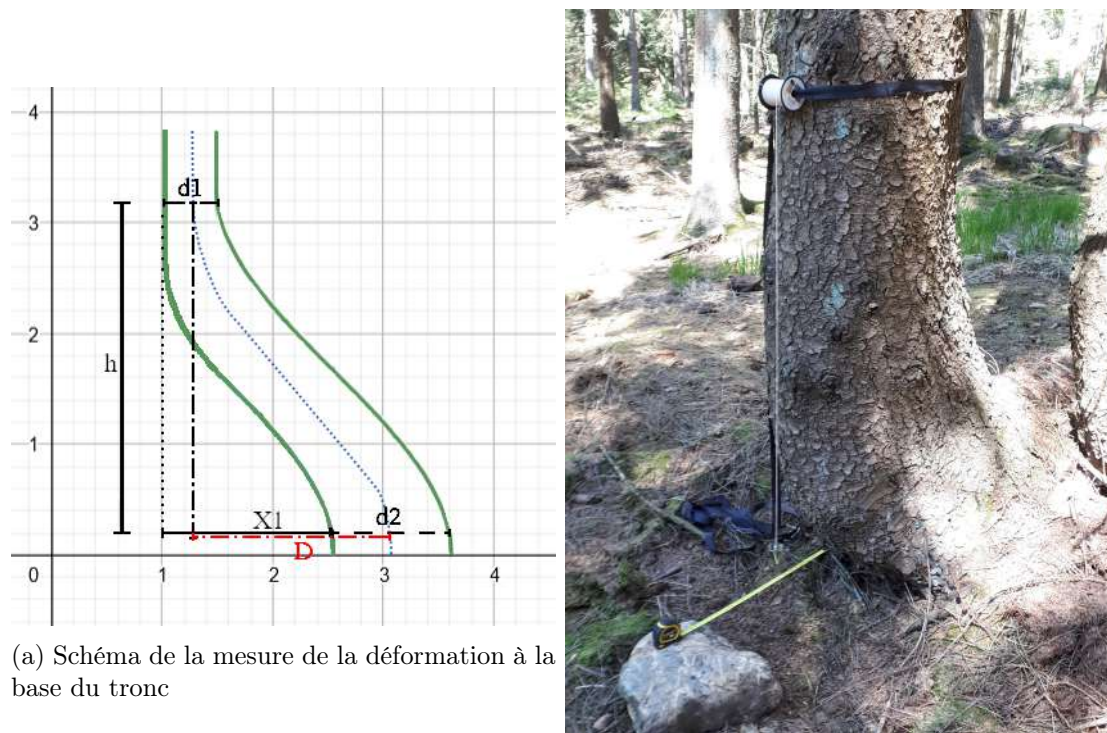 4
d1
3
2
h
1
X1
d2
D
0
1
2
3
4
(a) Schéma de la mesure de la déformation à la
base du tronc